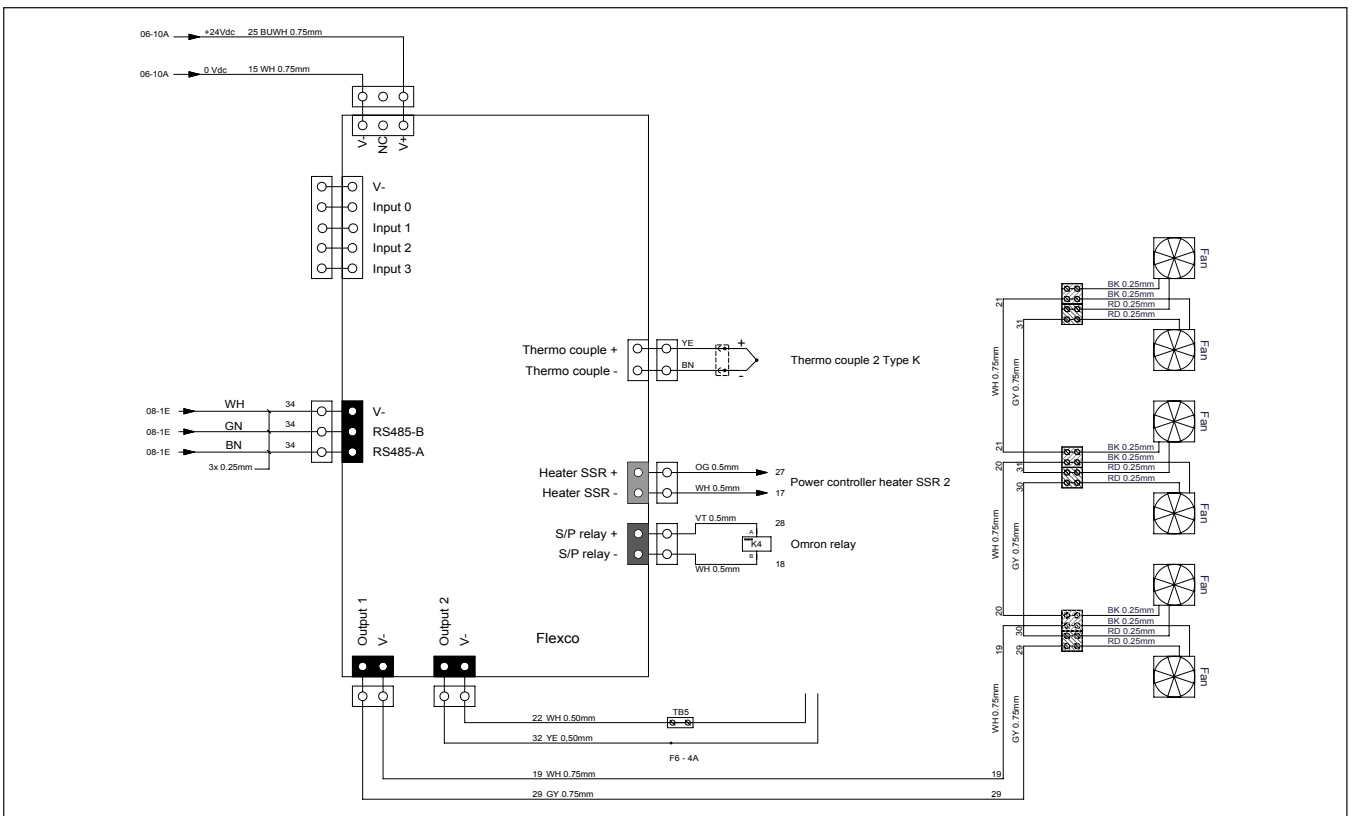 06-10A +24Vdc 25 BUWH 0.75mm
06-10A 0 Vdc 15 WH 0.75mm
V-
NC
V+
V-
Input 0
Input 1
Input 2
Input 3
Thermo couple +
Thermo couple -
YE
BN
+
-
Thermo couple 2 Type K
08-1E WH 34
08-1E GN 34
08-1E BN 34
3x 0.25mm
V-
RS485-B
RS485-A
Heater SSR +
Heater SSR -
OG 0.5mm 27
WH 0.5mm 17
Power controller heater SSR 2
S/P relay +
S/P relay -
VT 0.5mm 28
A
K4
B
WH 0.5mm 18
Omron relay
Output 1
V-
Output 2
V-
Flexco
22 WH 0.50mm
TB5
32 YE 0,50mm
F6 - 4A
19 WH 0.75mm 19
29 GY 0.75mm 29
Fan
BK 0.25mm
BK 0.25mm
RD 0.25mm
RD 0.25mm
21
31
Fan
WH 0.75mm
GY 0.75mm
Fan
21
20
31
30
BK 0.25mm
BK 0.25mm
RD 0.25mm
RD 0.25mm
Fan
WH 0.75mm
GY 0.75mm
Fan
20
19
30
29
BK 0.25mm
BK 0.25mm
RD 0.25mm
RD 0.25mm
Fan
WH 0.75mm
GY 0.75mm